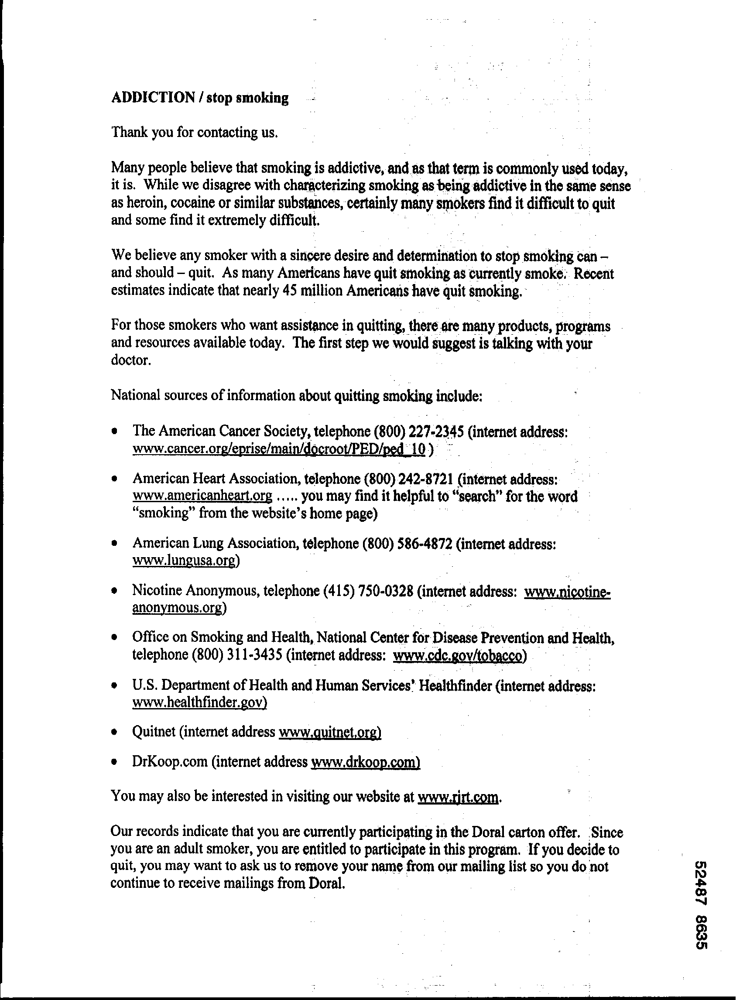 ADDICTION / stop smoking
Thank you for contacting us.
Many people believe that smoking is addictive, and as that term is commonly used today,
it is. While we disagree with characterizing smoking as being addictive in the same sense
as heroin, cocaine or similar substances, certainly many smokers find it difficult to quit
and some find it extremely difficult.
We believe any smoker with a sincere desire and determination to stop smoking can –
and should – quit. As many Americans have quit smoking as currently smoke. Recent
estimates indicate that nearly 45 million Americans have quit smoking.
For those smokers who want assistance in quitting, there are many products, programs
and resources available today. The first step we would suggest is talking with your
doctor.
National sources of information about quitting smoking include:
• The American Cancer Society, telephone (800) 227-2345 (internet address:
www.cancer.org/eprise/main/docroot/PED/ped_10 )
• American Heart Association, telephone (800) 242-8721 (internet address:
www.americanheart.org ..... you may find it helpful to “search” for the word
“smoking” from the website’s home page)
• American Lung Association, telephone (800) 586-4872 (internet address:
www.lungusa.org)
• Nicotine Anonymous, telephone (415) 750-0328 (internet address: www.nicotine-
anonymous.org)
• Office on Smoking and Health, National Center for Disease Prevention and Health,
telephone (800) 311-3435 (internet address: www.cdc.gov/tobacco)
• U.S. Department of Health and Human Services’ Healthfinder (internet address:
www.healthfinder.gov)
• Quitnet (internet address www.quitnet.org)
• DrKoop.com (internet address www.drkoop.com)
You may also be interested in visiting our website at www.rjrt.com.
Our records indicate that you are currently participating in the Doral carton offer. Since
you are an adult smoker, you are entitled to participate in this program. If you decide to
quit, you may want to ask us to remove your name from our mailing list so you do not
continue to receive mailings from Doral.
52487 8635